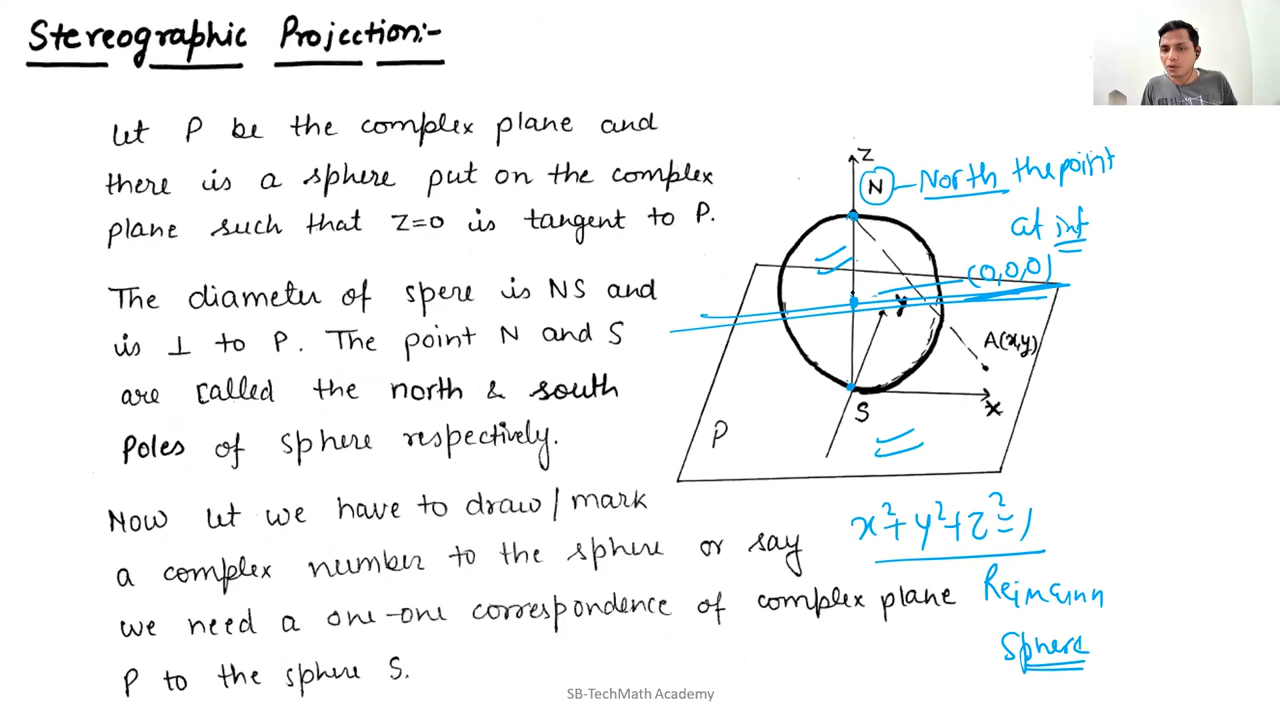 Stereographic Projection:-
Let P be the complex plane and
there is a sphere put on the complex
plane such that Z=0 is tangent to P.
The diameter of spere is NS and
is ⊥ to P. The point N and S
are called the north & south
Poles of sphere respectively.
Now let we have to draw/mark
a complex number to the sphere or say
we need a one-one correspondence of complex plane
P to the sphere S.
Z
N
North the point
at inf
(0,0,0)
y
A(x,y)
S
x
P
x²+y²+z²=1
Reimann
Sphere
SB-TechMath Academy